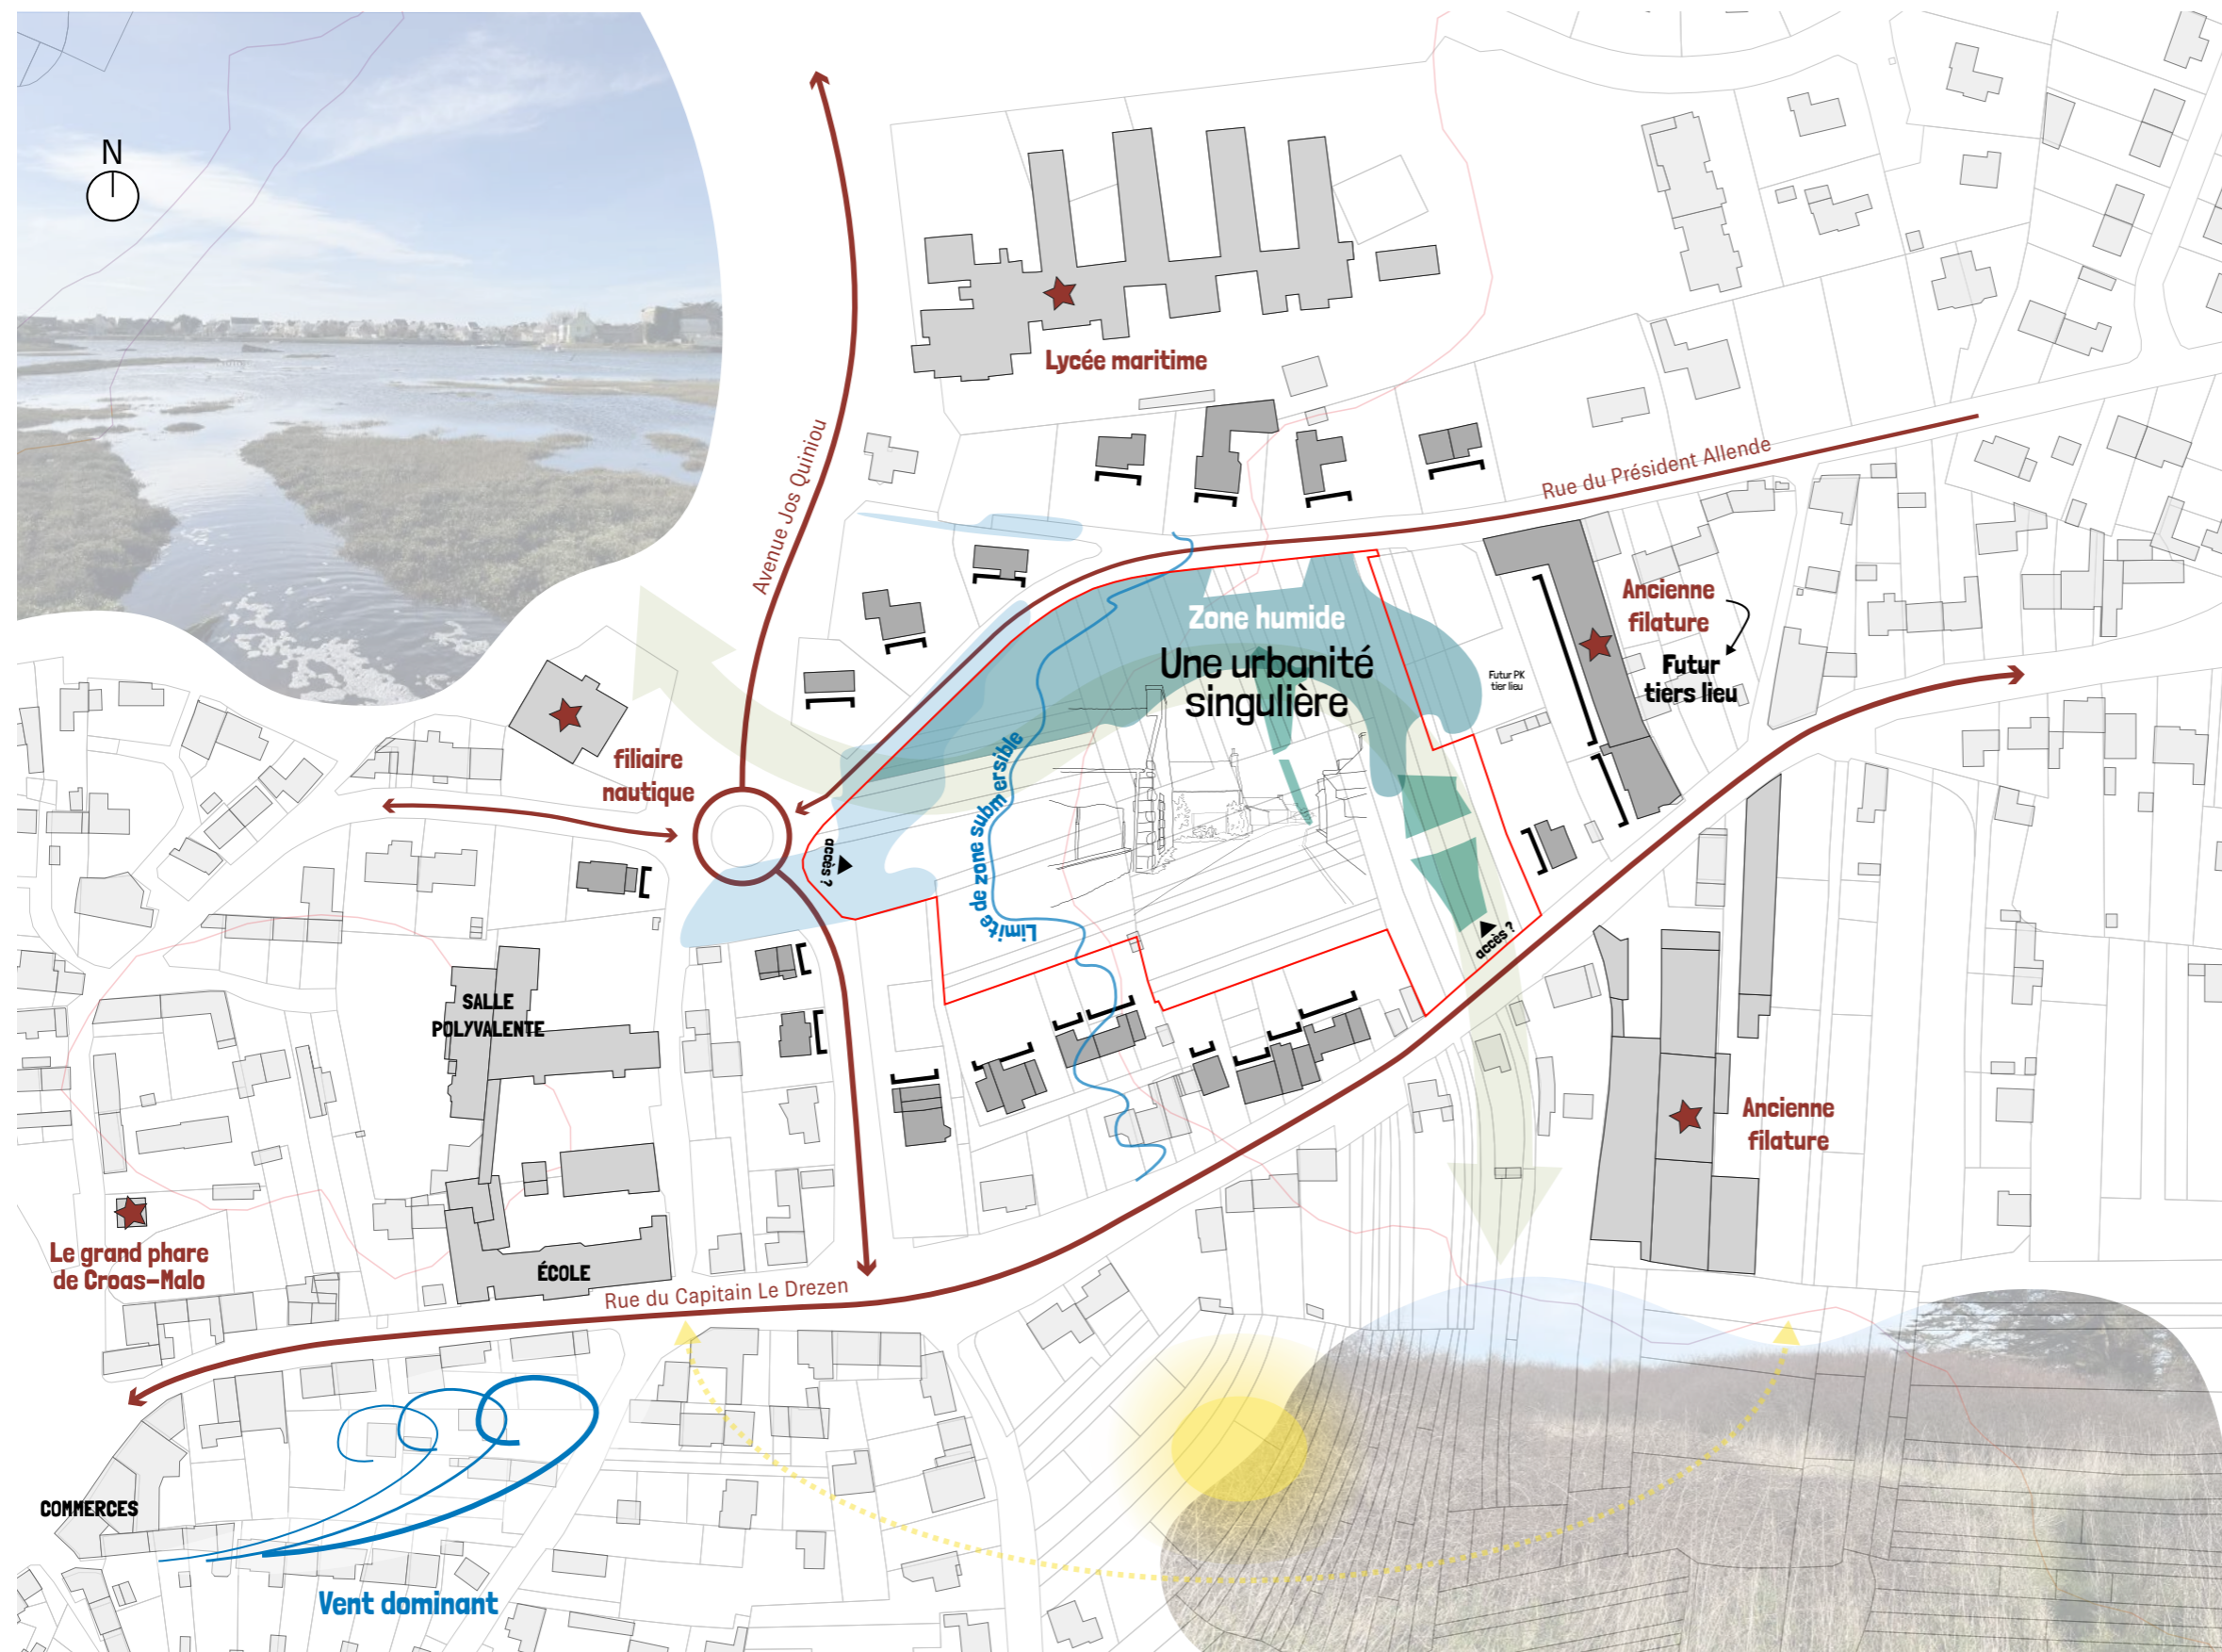 N
Avenue Jos Quiniou
Lycée maritime
Rue du Président Allende
Zone humide
Une urbanité
singulière
Ancienne
filature
Futur
tiers lieu
Futur PK
tier lieu
filiaire
nautique
Limite de zone submersible
accès ?
accès ?
SALLE
POLYVALENTE
Ancienne
filature
Le grand phare
de Croas-Malo
ÉCOLE
Rue du Capitain Le Drezen
COMMERCES
Vent dominant